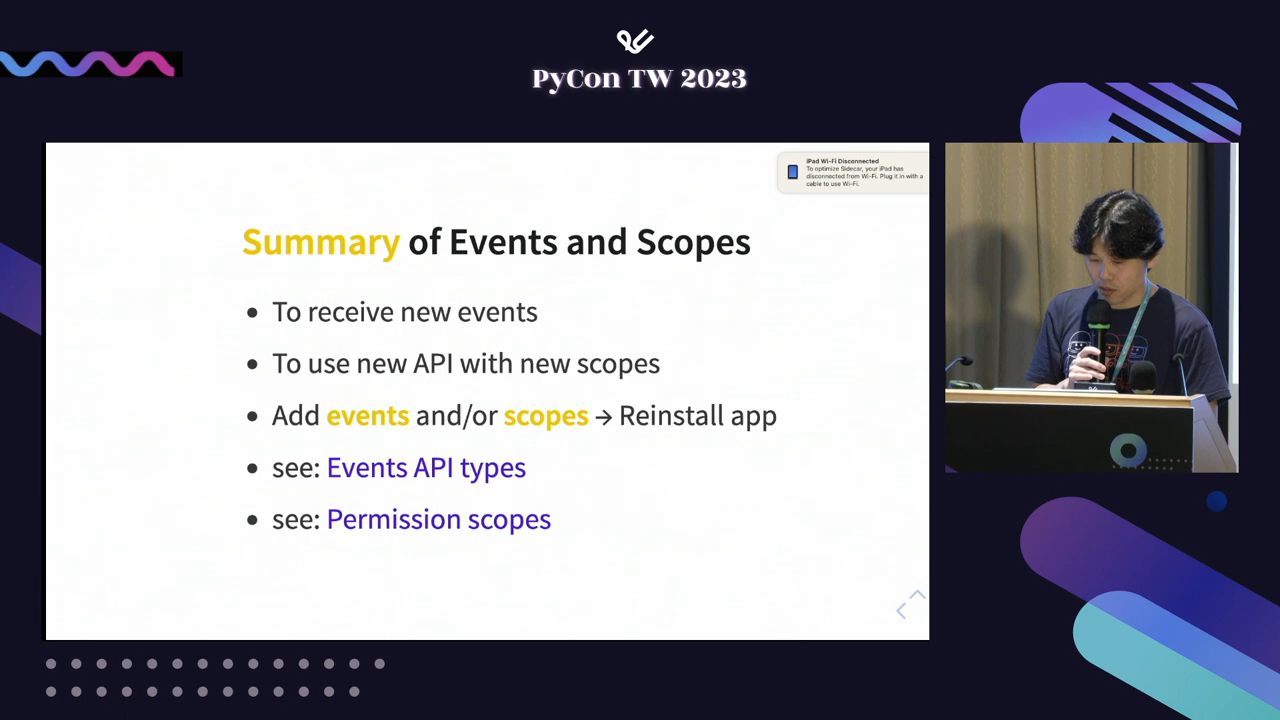 PyCon TW 2023
iPad Wi-Fi Disconnected
To optimize Sidecar, your iPad has
disconnected from Wi-Fi. Plug it in with a
cable to use Wi-Fi.
Summary of Events and Scopes
• To receive new events
• To use new API with new scopes
• Add events and/or scopes → Reinstall app
• see: Events API types
• see: Permission scopes